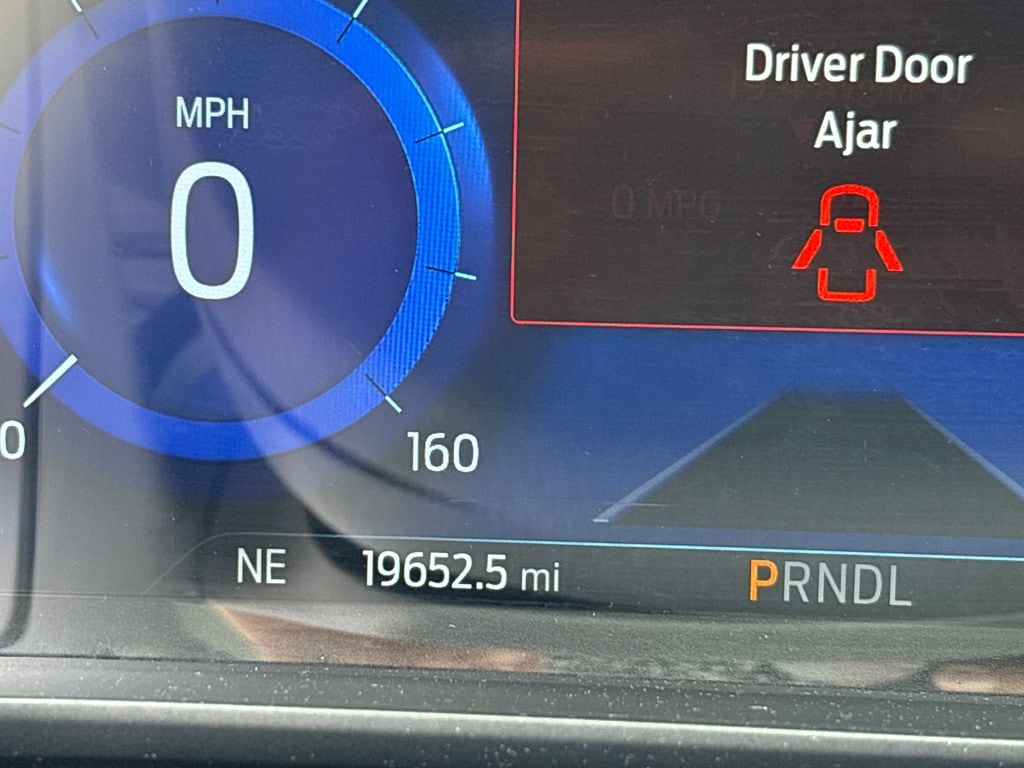 Driver Door
Ajar
MPH
0
0 MPG
0
160
NE 19652.5 mi PRNDL